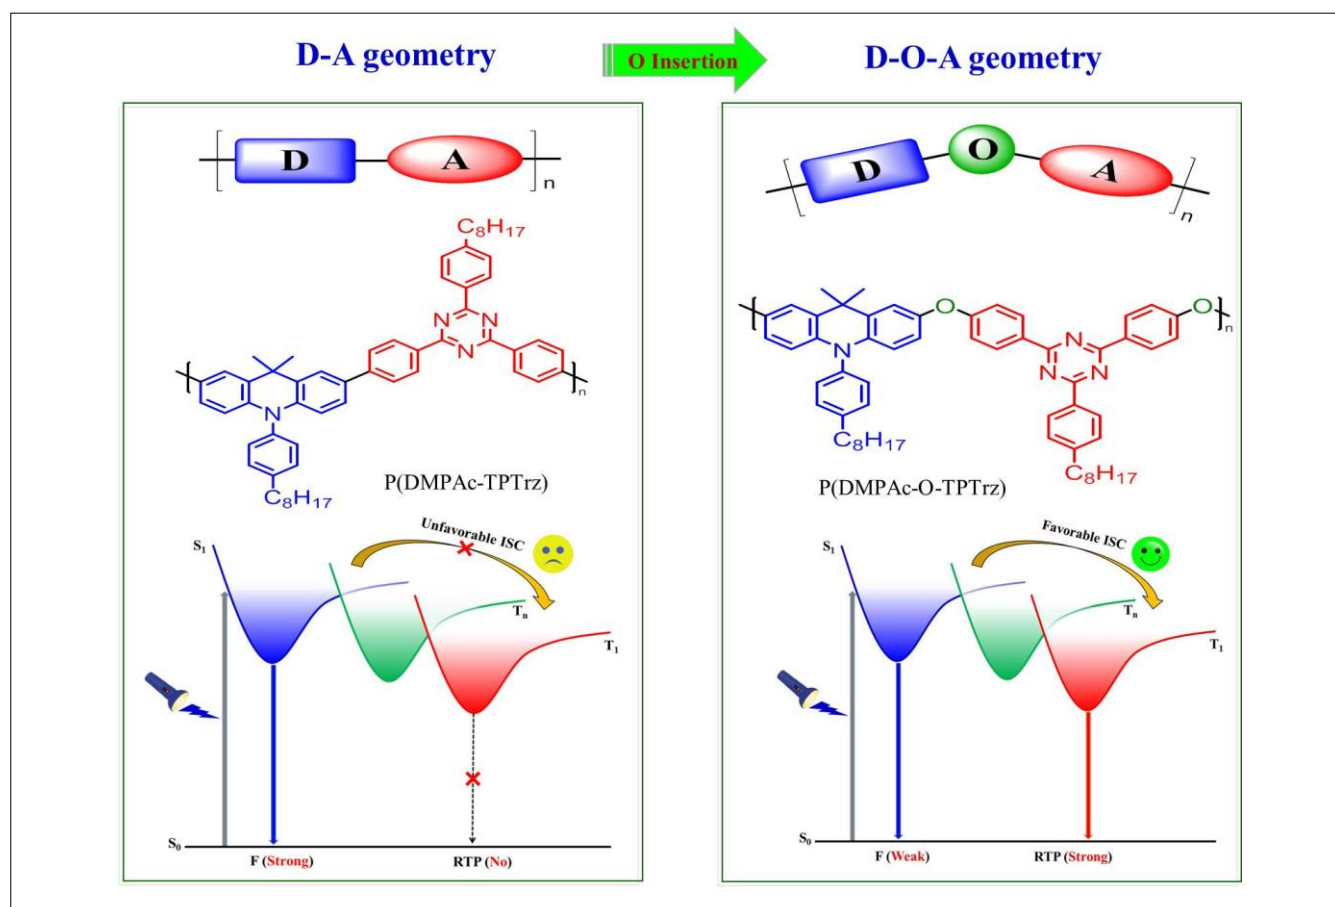 D-A geometry
O Insertion
D-O-A geometry
D
A
n
D
O
A
n
C8H17
N
N
N
N
n
C8H17
P(DMPAc-TPTrz)
O
O
n
N
N
N
N
C8H17
C8H17
P(DMPAc-O-TPTrz)
Unfavorable ISC
S1
Tn
T1
S0
F (Strong)
RTP (No)
Favorable ISC
S1
Tn
T1
S0
F (Weak)
RTP (Strong)